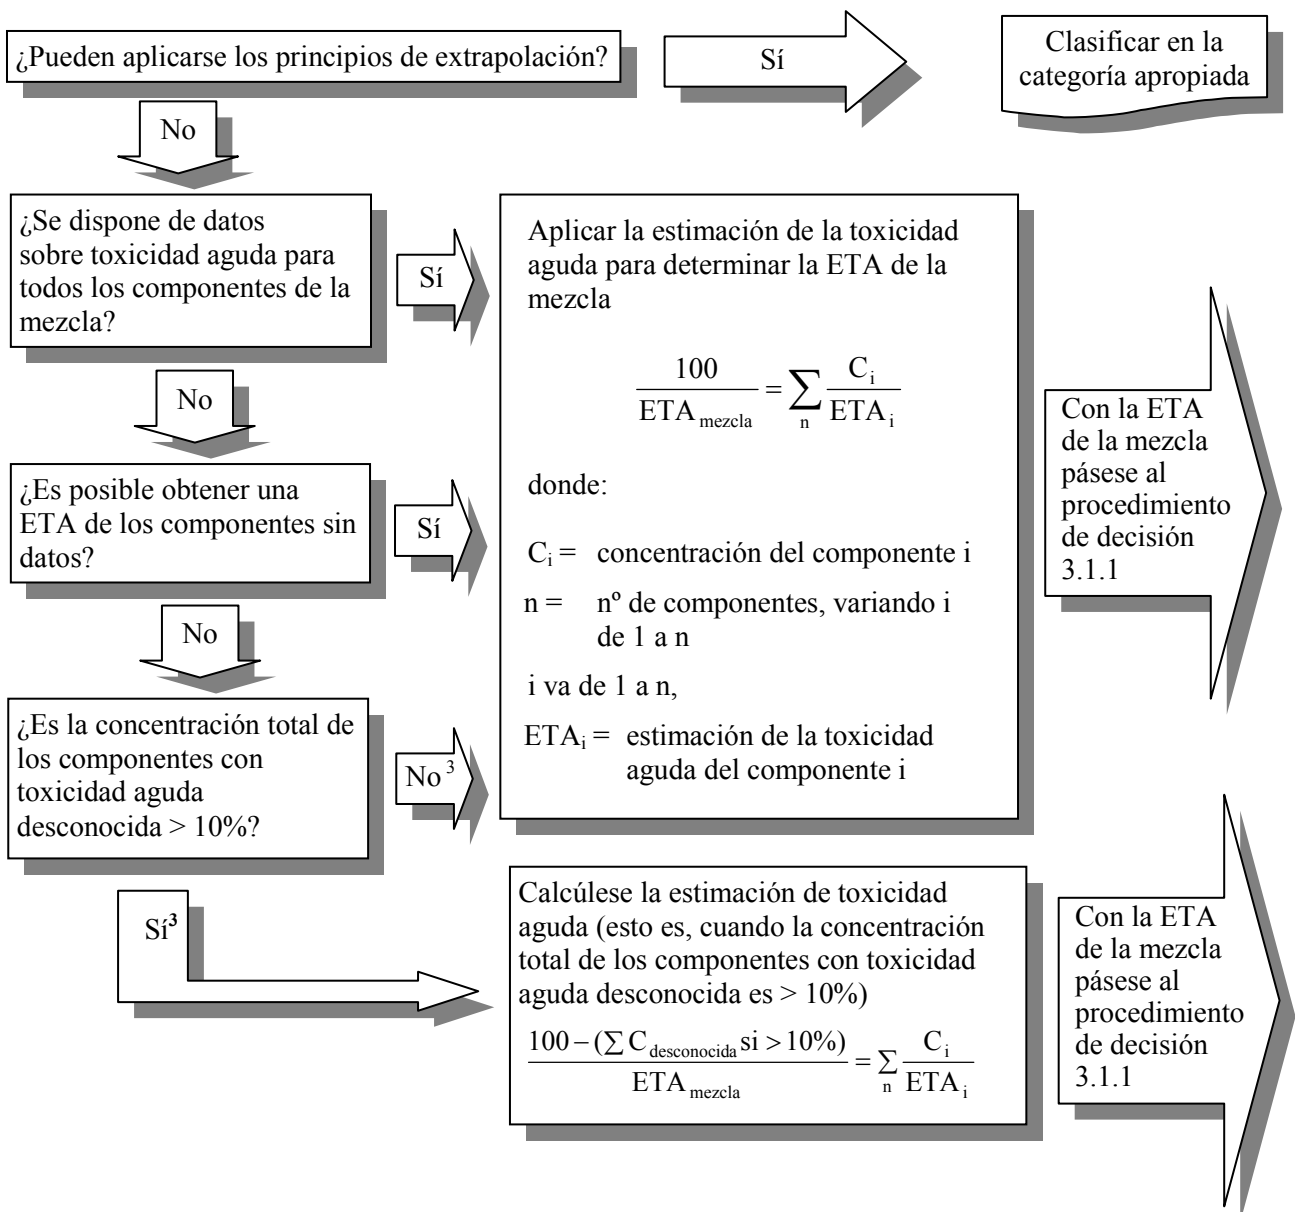 ¿Pueden aplicarse los principios de extrapolación?
Sí
Clasificar en la
categoría apropiada
No
¿Se dispone de datos
sobre toxicidad aguda para
todos los componentes de la
mezcla?
Sí
No
¿Es posible obtener una
ETA de los componentes sin
datos?
Sí
No
¿Es la concentración total de
los componentes con
toxicidad aguda
desconocida > 10%?
No ³
Sí³
Aplicar la estimación de la toxicidad
aguda para determinar la ETA de la
mezcla
100 / ETA mezcla = ∑ n C i / ETA i
donde:
Cᵢ = concentración del componente i
n = nº de componentes, variando i
de 1 a n
i va de 1 a n,
ETAᵢ = estimación de la toxicidad
aguda del componente i
Con la ETA
de la mezcla
pásese al
procedimiento
de decisión
3.1.1
Calcúlese la estimación de toxicidad
aguda (esto es, cuando la concentración
total de los componentes con toxicidad
aguda desconocida es > 10%)
100 – (∑ C desconocida si > 10%) / ETA mezcla = ∑ n C i / ETA i
Con la ETA
de la mezcla
pásese al
procedimiento
de decisión
3.1.1